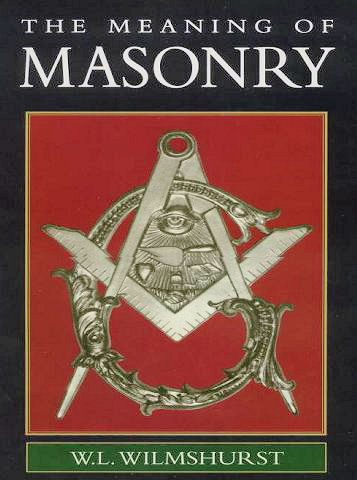 THE MEANING OF
MASONRY
W.L. WILMSHURST